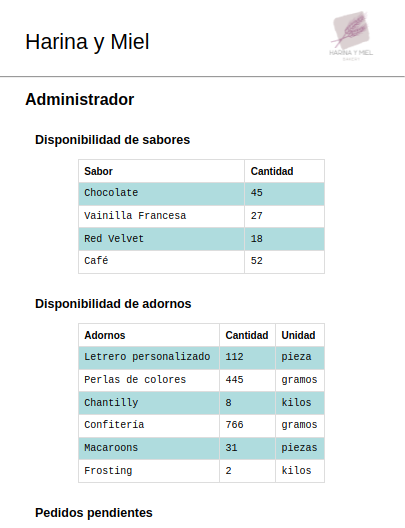 Harina y Miel
HARINA Y MIEL
Administrador
Disponibilidad de sabores
Sabor Cantidad
Chocolate 45
Vainilla Francesa 27
Red Velvet 18
Café 52
Disponibilidad de adornos
Adornos Cantidad Unidad
Letrero personalizado 112 pieza
Perlas de colores 445 gramos
Chantilly 8 kilos
Confitería 766 gramos
Macaroons 31 piezas
Frosting 2 kilos
Pedidos pendientes